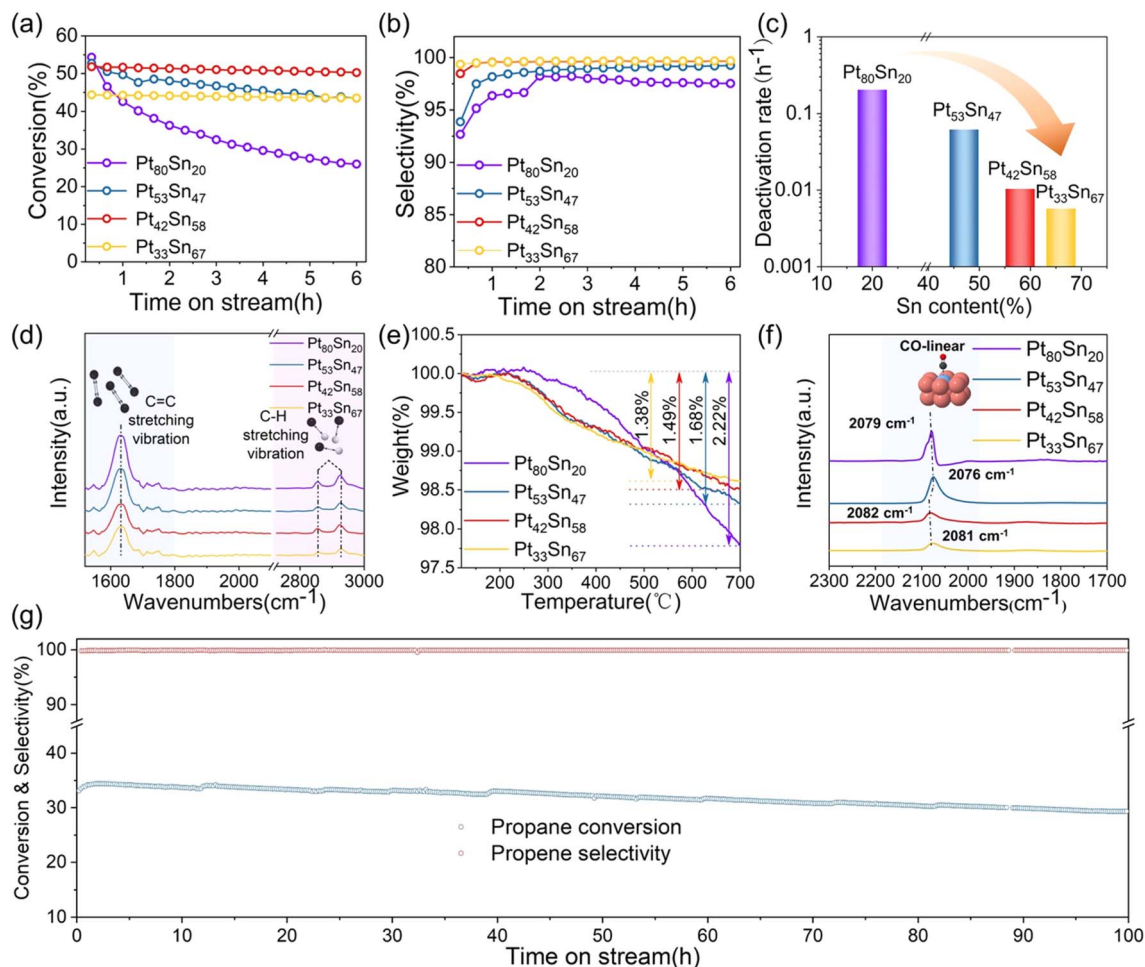 (a)
60
50
40
30
20
10
0
Conversion(%)
Pt80Sn20
Pt53Sn47
Pt42Sn58
Pt33Sn67
1 2 3 4 5 6
Time on stream(h)
(b)
100
95
90
85
80
Selectivity(%)
Pt80Sn20
Pt53Sn47
Pt42Sn58
Pt33Sn67
1 2 3 4 5 6
Time on stream(h)
(c)
1
0.1
0.01
0.001
Deactivation rate (h-1)
Pt80Sn20
Pt53Sn47
Pt42Sn58
Pt33Sn67
10 20 40 50 60 70
Sn content(%)
(d)
Intensity(a.u.)
Pt80Sn20
Pt53Sn47
Pt42Sn58
Pt33Sn67
C=C
stretching
vibration
C-H
stretching
vibration
1600 2000 2800 3000
Wavenumbers(cm-1)
(e)
100.5
100.0
99.5
99.0
98.5
98.0
97.5
Weight(%)
1.38%
1.49%
1.68%
2.22%
Pt80Sn20
Pt53Sn47
Pt42Sn58
Pt33Sn67
200 300 400 500 600 700
Temperature(℃)
(f)
Intensity(a.u.)
CO-linear
Pt80Sn20
Pt53Sn47
Pt42Sn58
Pt33Sn67
2079 cm-1
2076 cm-1
2082 cm-1
2081 cm-1
2300 2200 2100 2000 1900 1800 1700
Wavenumbers(cm-1)
(g)
100
90
40
30
20
10
Conversion & Selectivity(%)
Propane conversion
Propene selectivity
0 10 20 30 40 50 60 70 80 90 100
Time on stream(h)